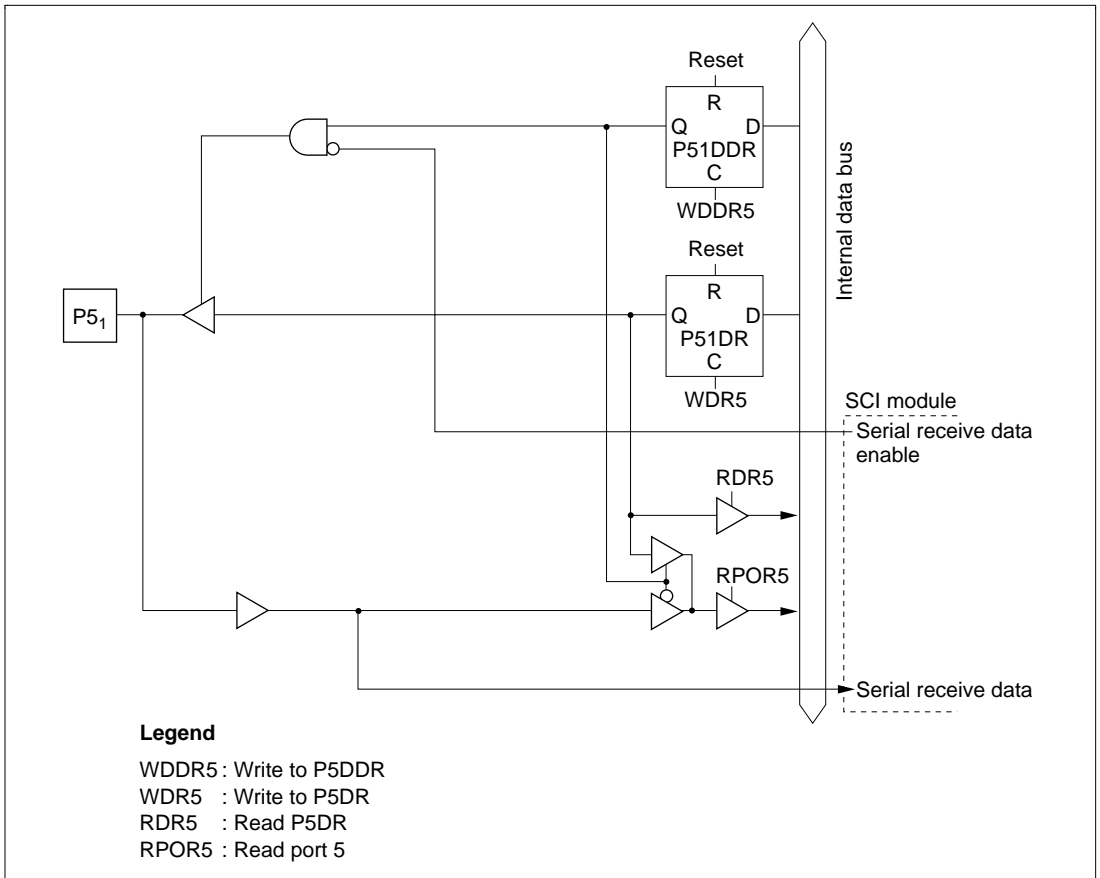 Reset
R
Q D
P51DDR
C
WDDR5
Internal data bus
Reset
R
P5₁
Q D
P51DR
C
WDR5
SCI module
Serial receive data
enable
RDR5
RPOR5
Serial receive data
Legend
WDDR5 : Write to P5DDR
WDR5 : Write to P5DR
RDR5 : Read P5DR
RPOR5 : Read port 5